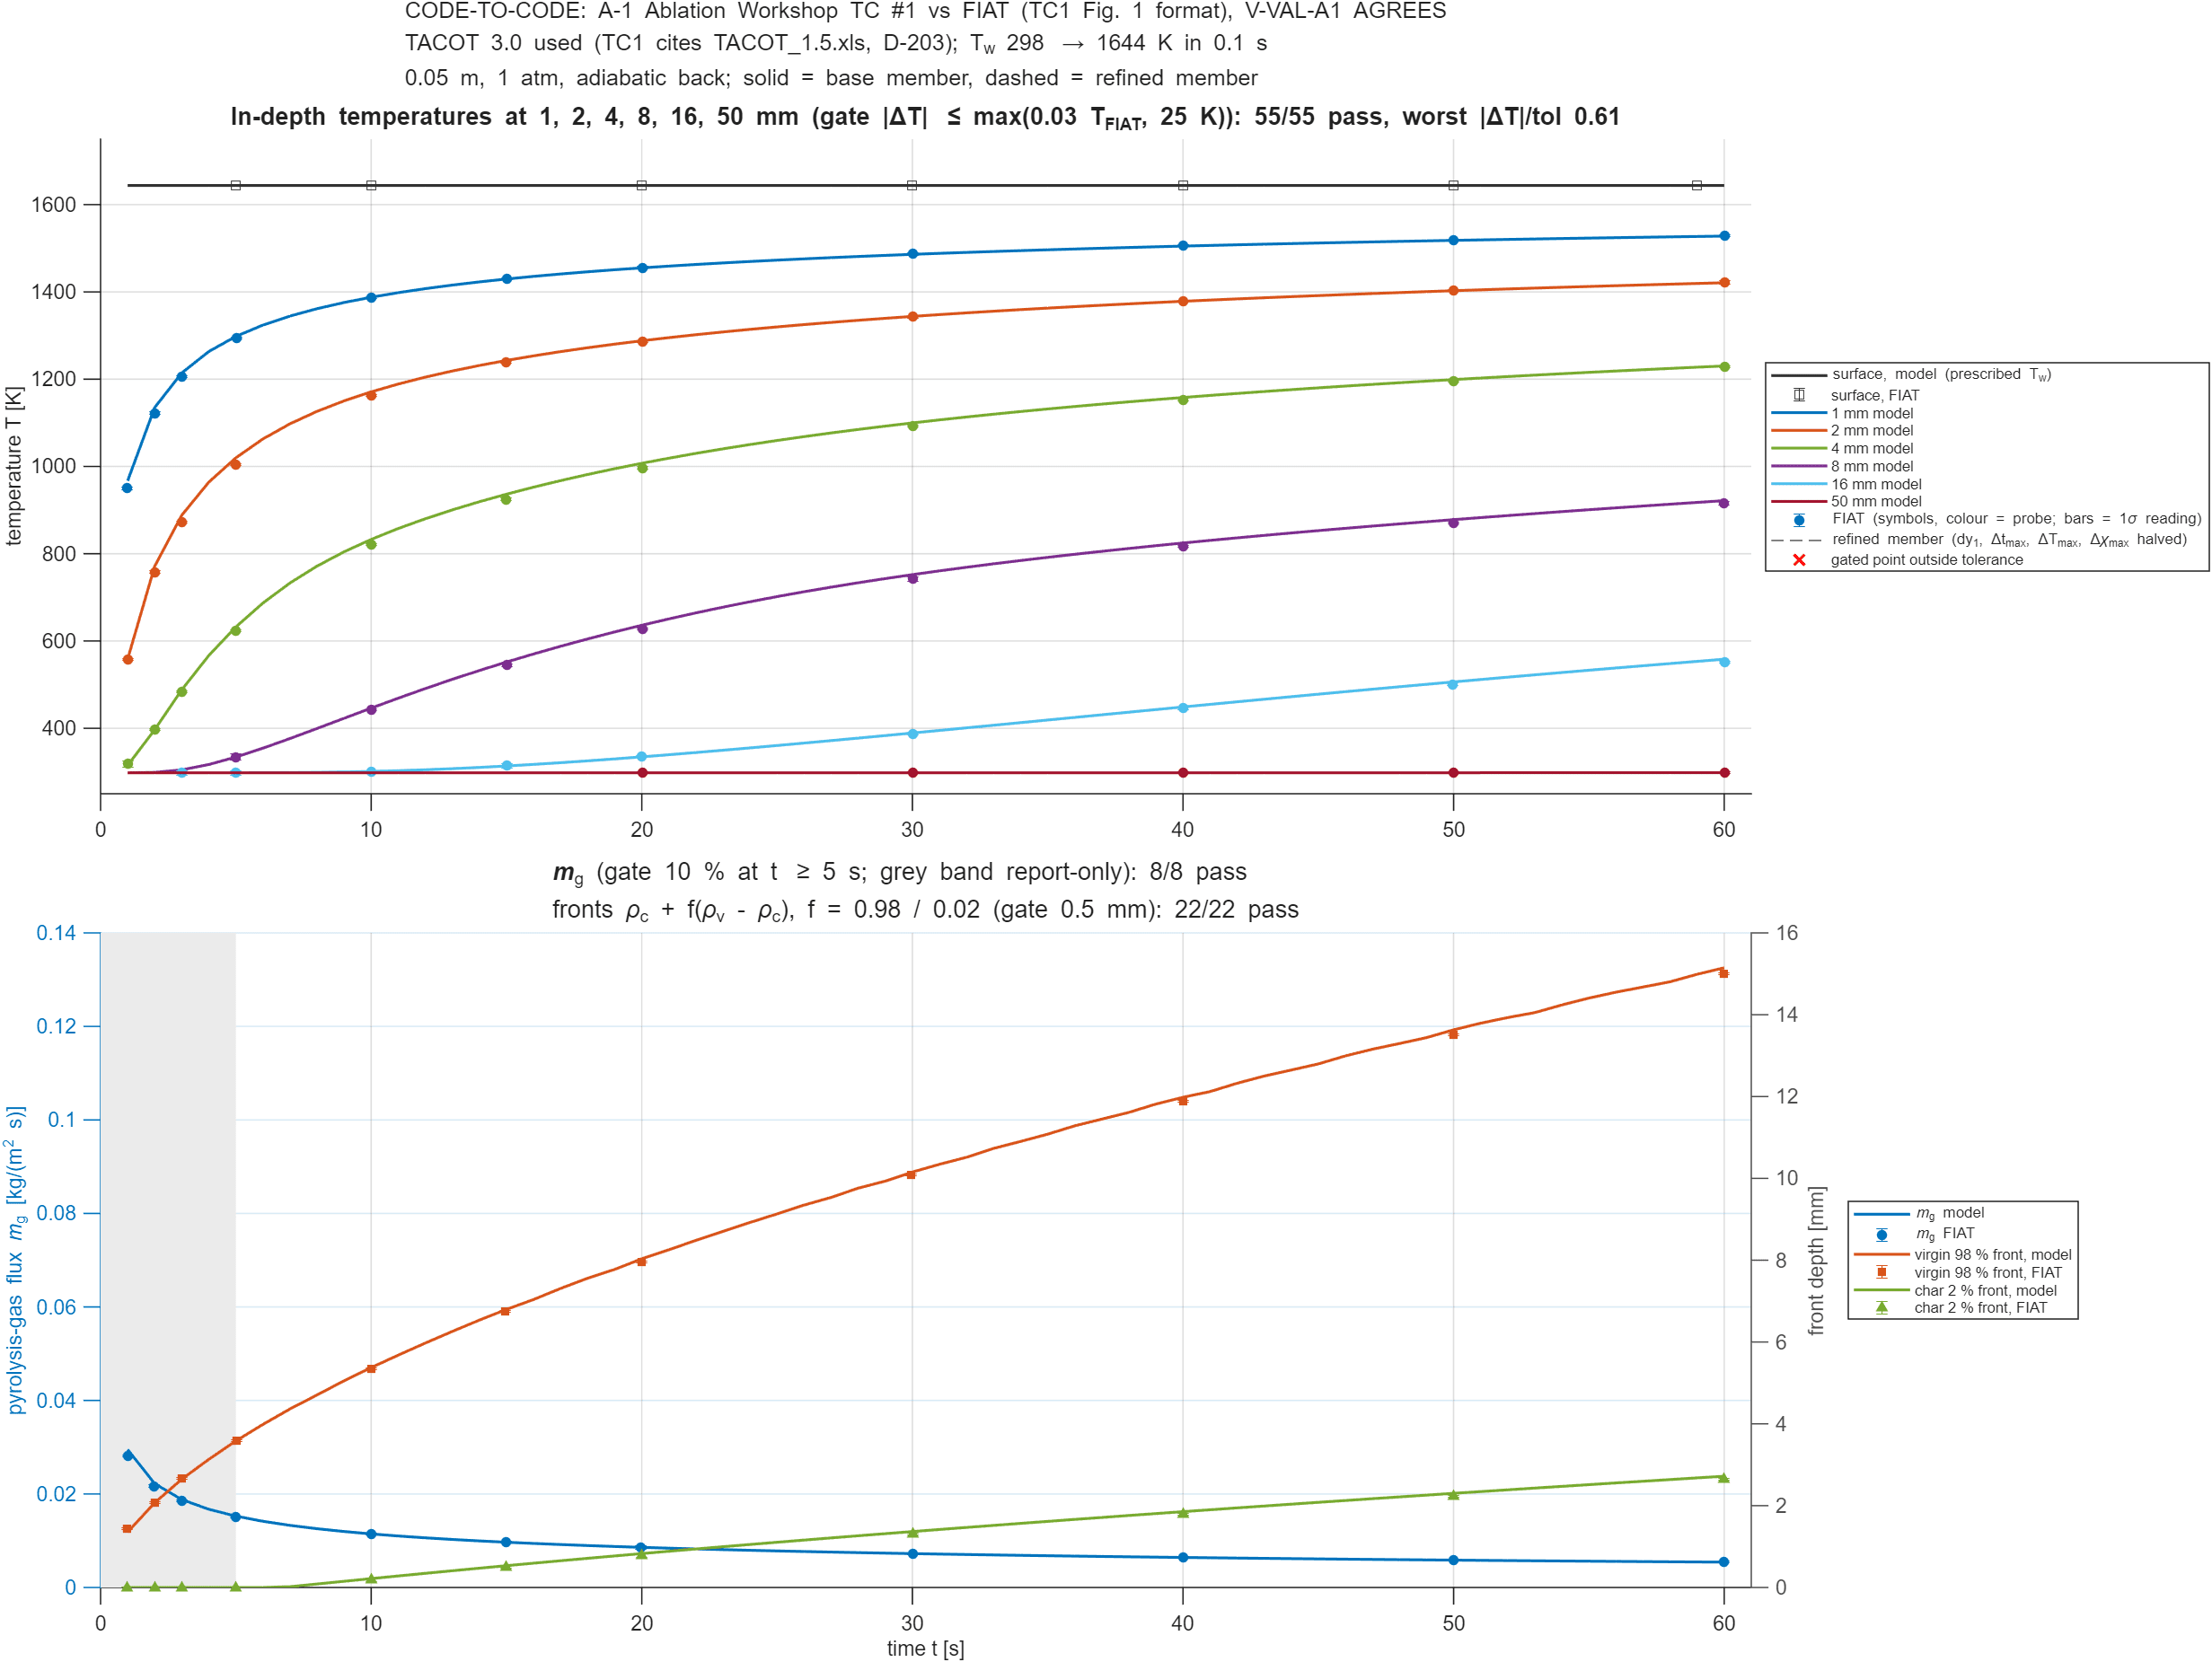 CODE-TO-CODE: A-1 Ablation Workshop TC #1 vs FIAT (TC1 Fig. 1 format), V-VAL-A1 AGREES
TACOT 3.0 used (TC1 cites TACOT_1.5.xls, D-203); Tw 298 → 1644 K in 0.1 s
0.05 m, 1 atm, adiabatic back; solid = base member, dashed = refined member
In-depth temperatures at 1, 2, 4, 8, 16, 50 mm (gate |ΔT| ≤ max(0.03 TFIAT, 25 K)): 55/55 pass, worst |ΔT|/tol 0.61
temperature T [K]
1600
1400
1200
1000
800
600
400
0
10
20
30
40
50
60
surface, model (prescribed Tw)
surface, FIAT
1 mm model
2 mm model
4 mm model
8 mm model
16 mm model
50 mm model
FIAT (symbols, colour = probe; bars = 1σ reading)
refined member (dy1, Δtmax, ΔTmax, Δχmax halved)
gated point outside tolerance
mg (gate 10 % at t ≥ 5 s; grey band report-only): 8/8 pass
fronts ρc + f(ρv - ρc), f = 0.98 / 0.02 (gate 0.5 mm): 22/22 pass
pyrolysis-gas flux mg [kg/(m2 s)]
0.14
0.12
0.1
0.08
0.06
0.04
0.02
0
16
14
12
10
8
6
4
2
0
front depth [mm]
0
10
20
30
40
50
60
time t [s]
mg model
mg FIAT
virgin 98 % front, model
virgin 98 % front, FIAT
char 2 % front, model
char 2 % front, FIAT